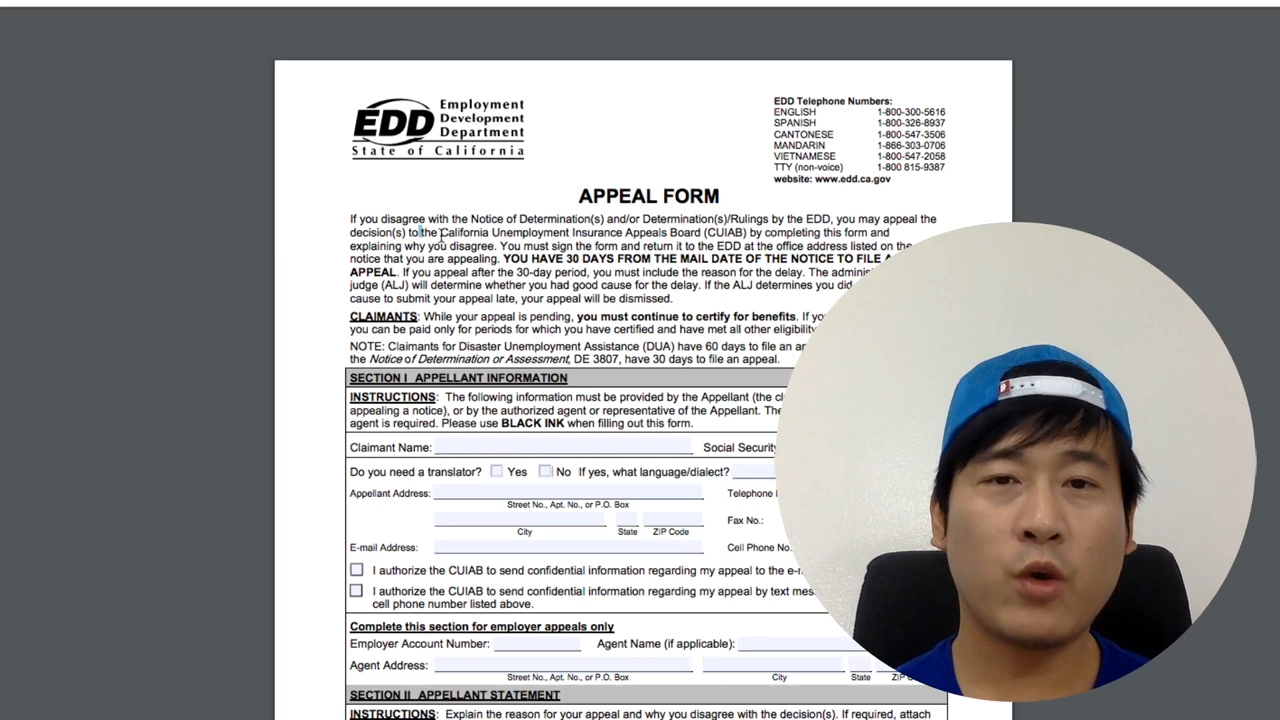 EDD Employment
Development
Department
State of California
EDD Telephone Numbers:
ENGLISH 1-800-300-5616
SPANISH 1-800-326-8937
CANTONESE 1-800-547-3506
MANDARIN 1-866-303-0706
VIETNAMESE 1-800-547-2058
TTY (non-voice) 1-800 815-9387
website: www.edd.ca.gov
APPEAL FORM
If you disagree with the Notice of Determination(s) and/or Determination(s)/Rulings by the EDD, you may appeal the
decision(s) to the California Unemployment Insurance Appeals Board (CUIAB) by completing this form and
explaining why you disagree. You must sign the form and return it to the EDD at the office address listed on the
notice that you are appealing. YOU HAVE 30 DAYS FROM THE MAIL DATE OF THE NOTICE TO FILE
APPEAL. If you appeal after the 30-day period, you must include the reason for the delay. The
judge (ALJ) will determine whether you had good cause for the delay. If the ALJ determines you did
cause to submit your appeal late, your appeal will be dismissed.
CLAIMANTS: While your appeal is pending, you must continue to certify for benefits. If
you can be paid only for periods for which you have certified and have met all other
NOTE: Claimants for Disaster Unemployment Assistance (DUA) have 60 days to file an
the Notice of Determination or Assessment, DE 3807, have 30 days to file an appeal.
SECTION I APPELLANT INFORMATION
INSTRUCTIONS: The following information must be provided by the Appellant (the
appealing a notice), or by the authorized agent or representative of the Appellant.
agent is required. Please use BLACK INK when filling out this form.
Claimant Name: Social Security
Do you need a translator? Yes No If yes, what language/dialect?
Appellant Address: Telephone
Street No., Apt. No., or P.O. Box
Fax No.:
City State ZIP Code
E-mail Address: Cell Phone No.
I authorize the CUIAB to send confidential information regarding my appeal to the
I authorize the CUIAB to send confidential information regarding my appeal by text
cell phone number listed above.
Complete this section for employer appeals only
Employer Account Number: Agent Name (if applicable):
Agent Address:
Street No., Apt. No., or P.O. Box City State
SECTION II APPELLANT STATEMENT
INSTRUCTIONS: Explain the reason for your appeal and why you disagree with the decision(s). If required, attach